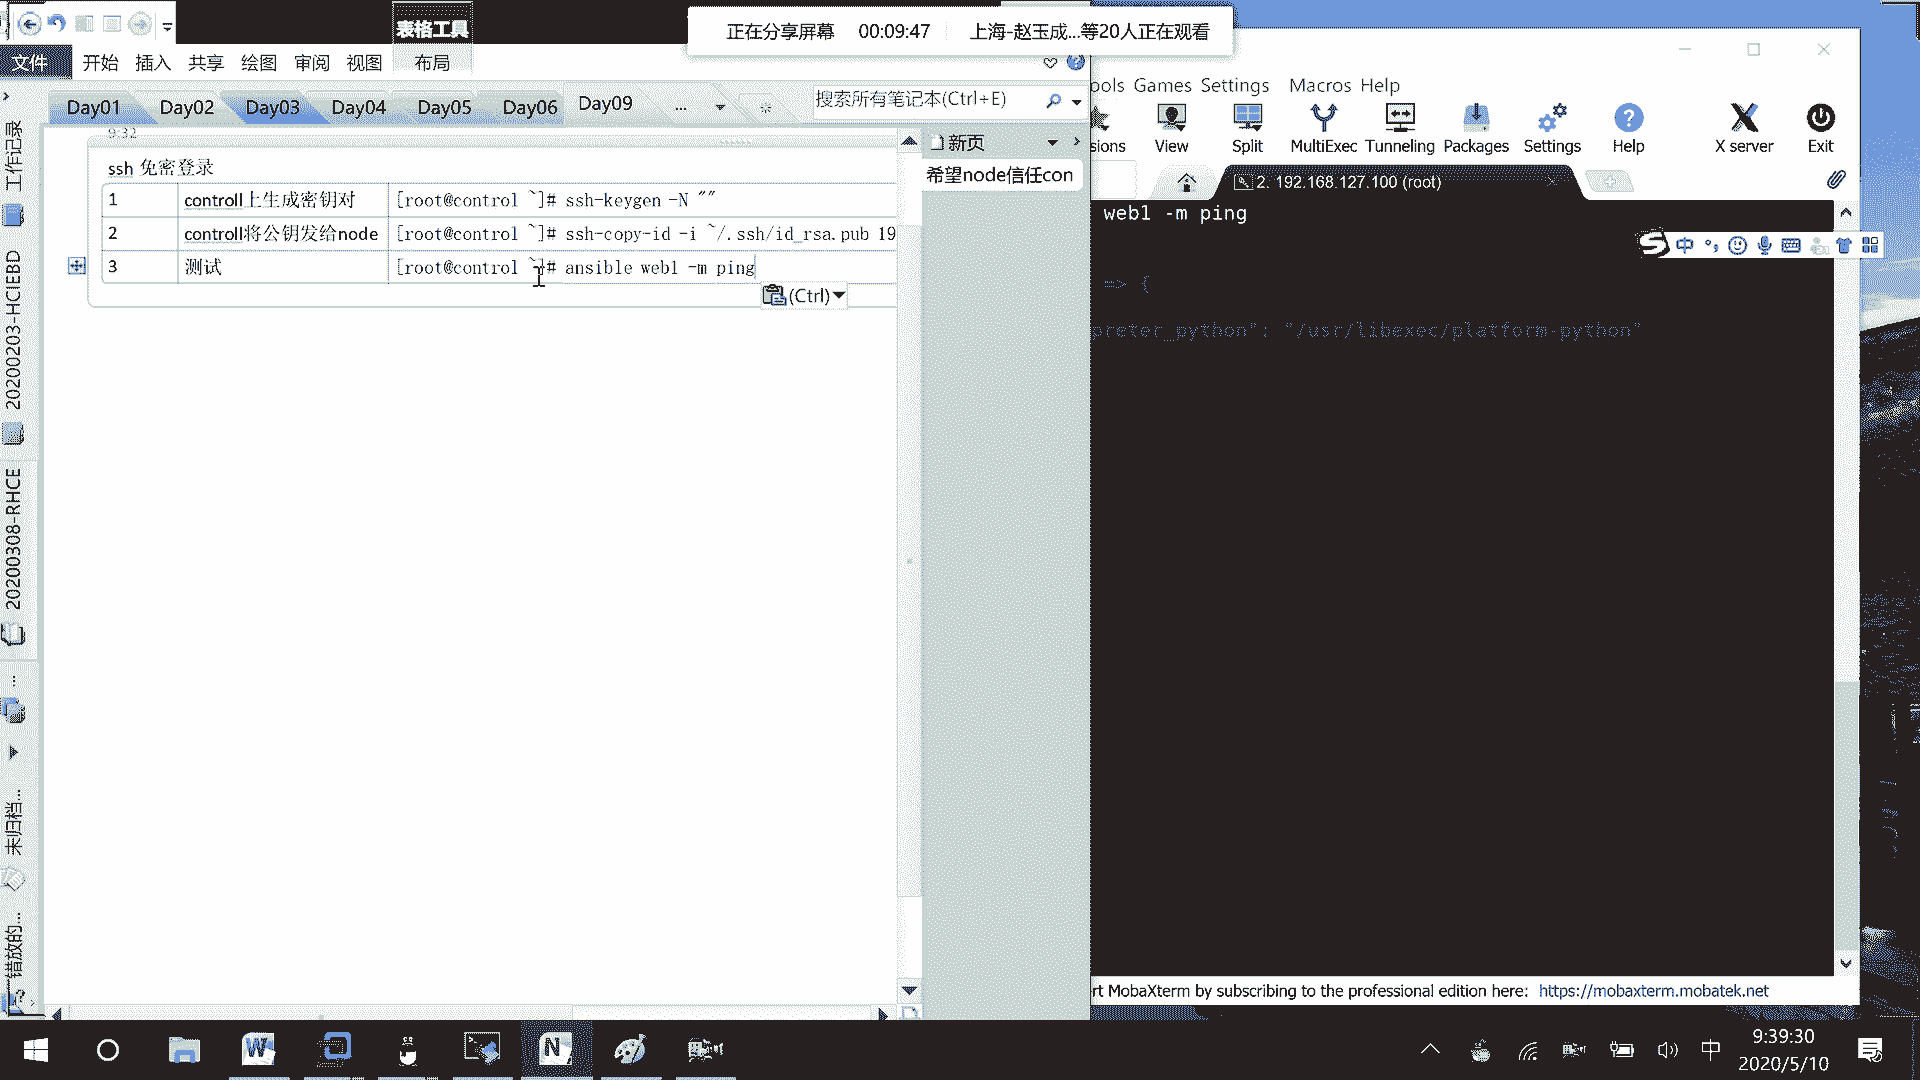 表格工具
正在分享屏幕 00:09:47 上海-赵玉成...等20人正在观看
文件 开始 插入 共享 绘图 审阅 视图 布局
Day01 Day02 Day03 Day04 Day05 Day06 Day09 ...
搜索所有笔记本(Ctrl+E)
工作记录
20200203-HCIEBD
20200308-RHCE
...
未归档...
错放的...
9:32
ssh 免密登录
1 controll上生成密钥对 [root@control ~]# ssh-keygen -N ""
2 controll将公钥发给node [root@control ~]# ssh-copy-id -i ~/.ssh/id_rsa.pub 19
3 测试 [root@control ~]# ansible web1 -m ping
(Ctrl)
新页
希望node信任con
ools Games Settings Macros Help
sions View Split MultiExec Tunneling Packages Settings Help X server Exit
2. 192.168.127.100 (root)
web1 -m ping
中
=> {
preter_python": "/usr/libexec/platform-python"
rt MobaXterm by subscribing to the professional edition here: https://mobaxterm.mobatek.net
中
9:39:30
2020/5/10